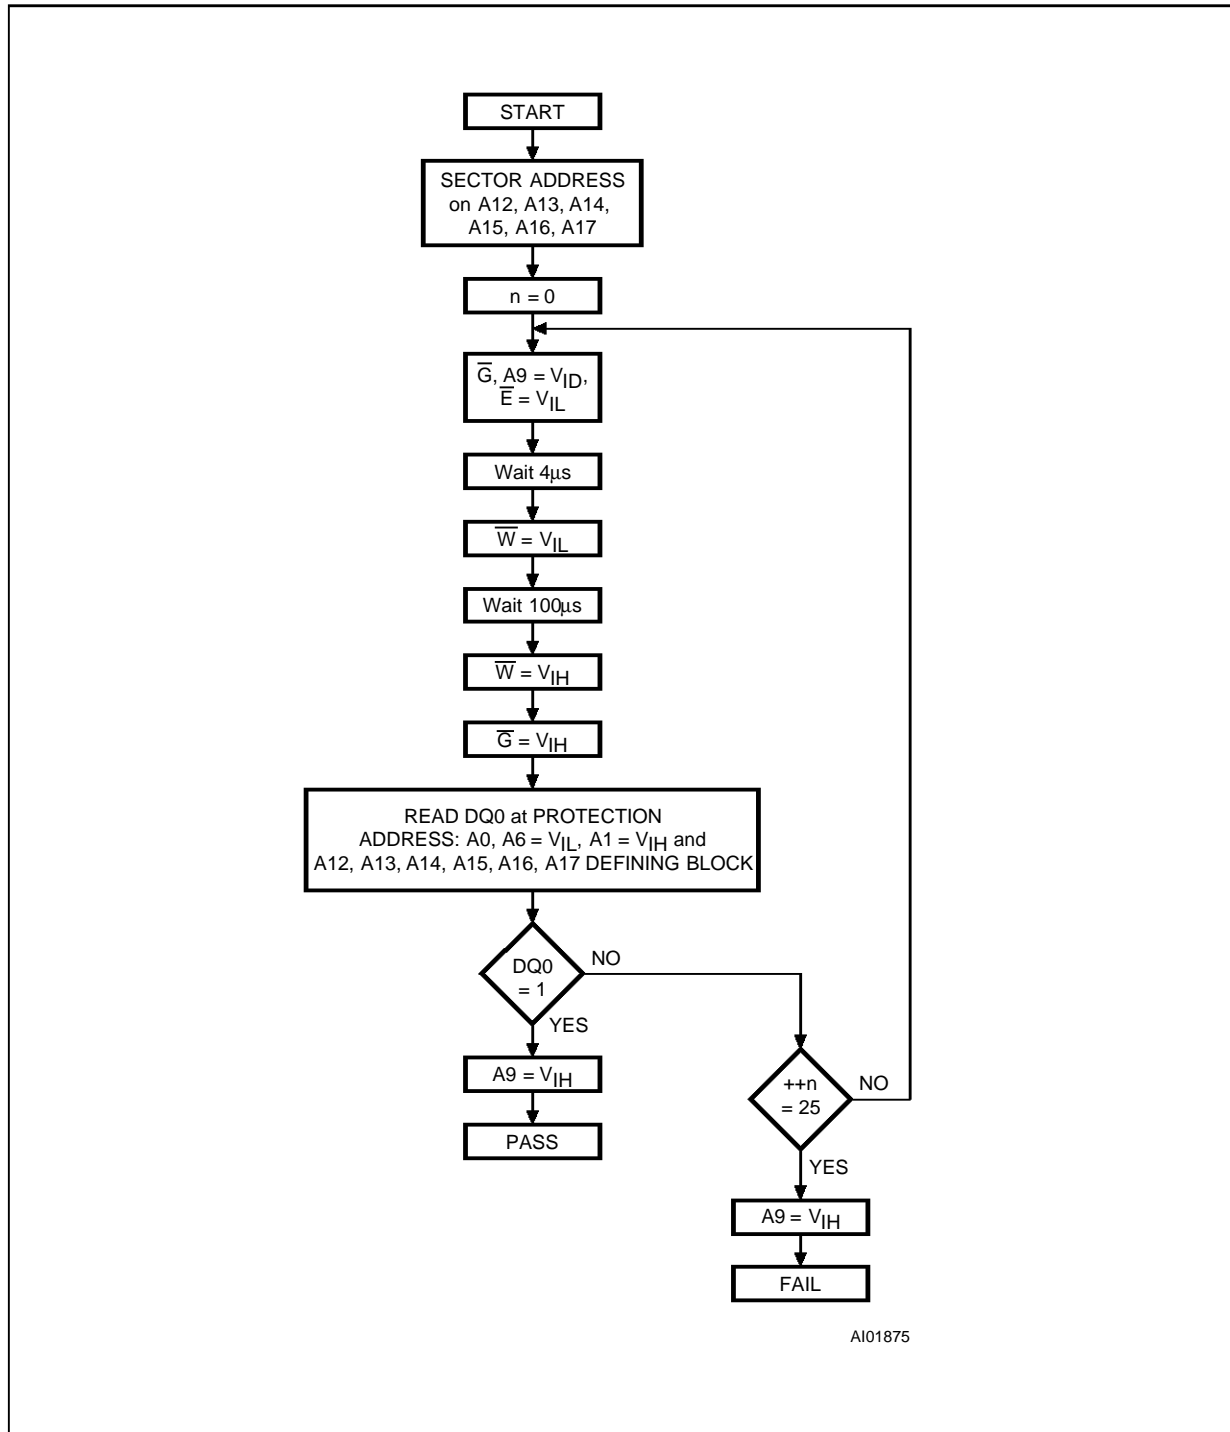 START
SECTOR ADDRESS
on A12, A13, A14,
A15, A16, A17
n = 0
G̅, A9 = VID,
E̅ = VIL
Wait 4µs
W̅ = VIL
Wait 100µs
W̅ = VIH
G̅ = VIH
READ DQ0 at PROTECTION
ADDRESS: A0, A6 = VIL, A1 = VIH and
A12, A13, A14, A15, A16, A17 DEFINING BLOCK
DQ0
= 1
NO
YES
A9 = VIH
PASS
++n
= 25
NO
YES
A9 = VIH
FAIL
AI01875